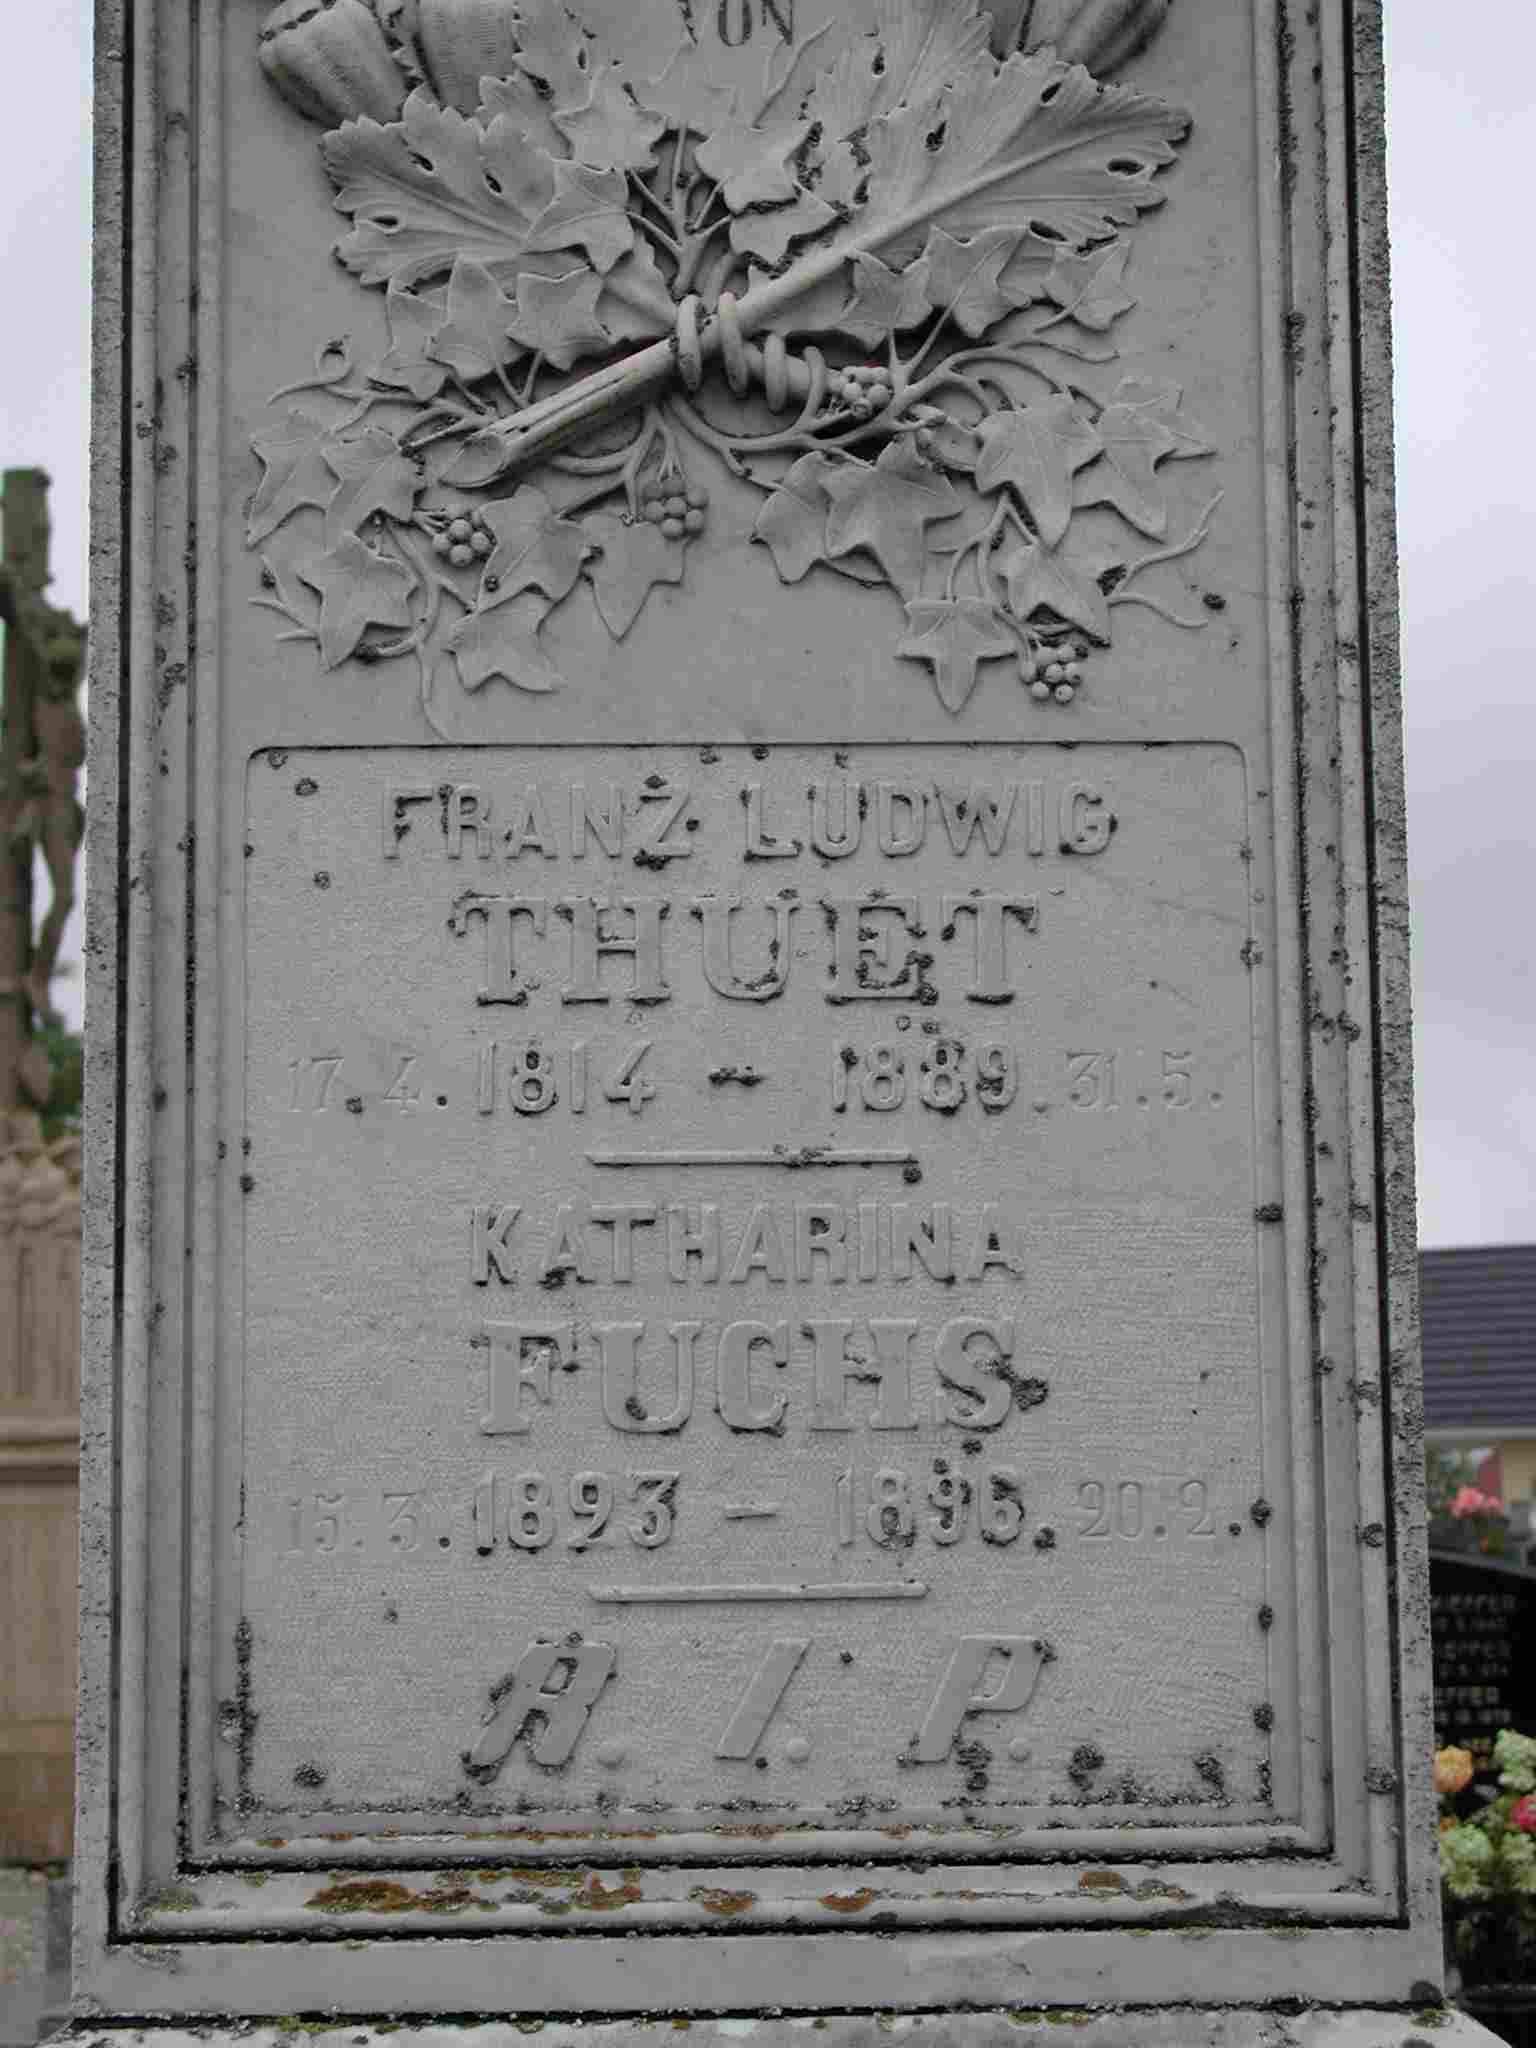 VON
FRANZ LUDWIG
THUET
17.4. 1814 – 1889. 31.5.
KATHARINA
FUCHS
15.3. 1893 – 1896. 20.2.
R. I. P.